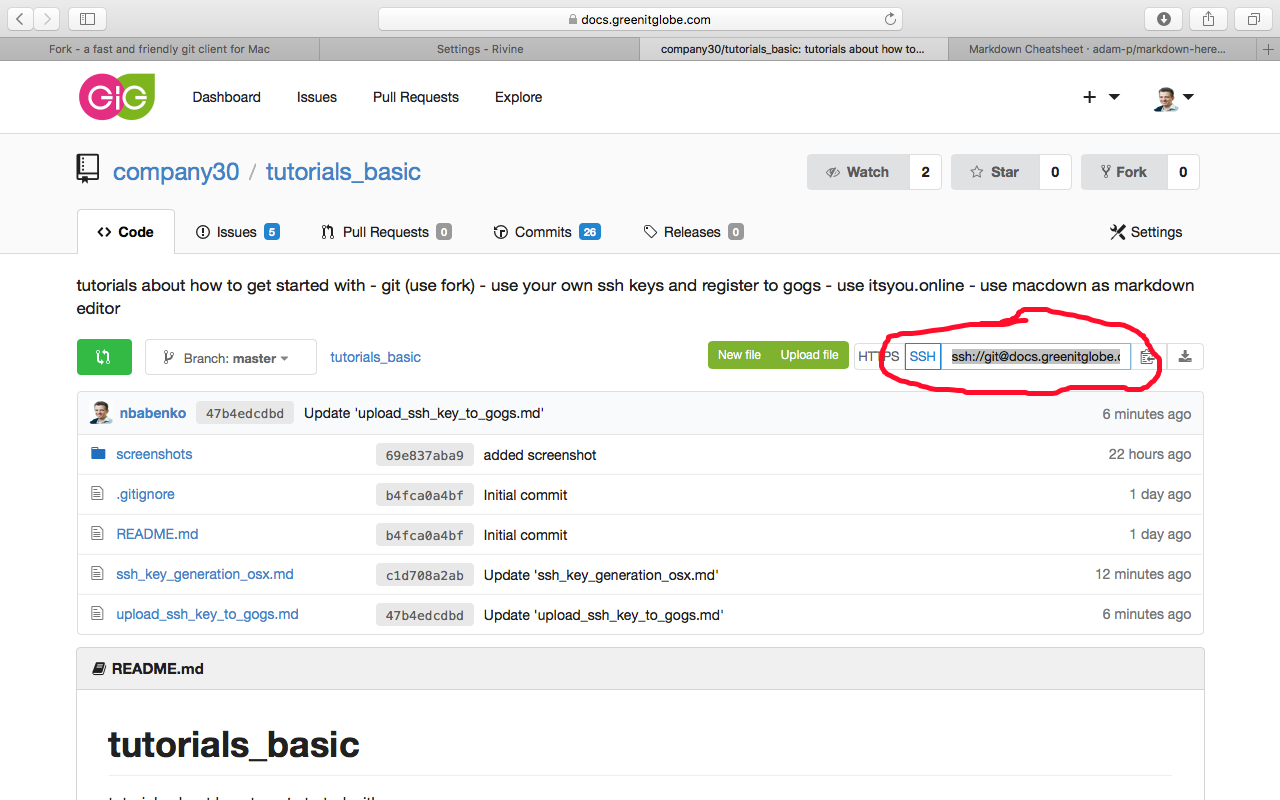 docs.greenitglobe.com
Fork - a fast and friendly git client for Mac
Settings - Rivine
company30/tutorials_basic: tutorials about how to...
Markdown Cheatsheet · adam-p/markdown-here...
GiG
Dashboard
Issues
Pull Requests
Explore
company30 / tutorials_basic
Watch 2
Star 0
Fork 0
Code
Issues 5
Pull Requests 0
Commits 26
Releases 0
Settings
tutorials about how to get started with - git (use fork) - use your own ssh keys and register to gogs - use itsyou.online - use macdown as markdown
editor
Branch: master
tutorials_basic
New file
Upload file
HTTPS
SSH
ssh://git@docs.greenitglobe.c
nbabenko 47b4edcdbd Update 'upload_ssh_key_to_gogs.md' 6 minutes ago
screenshots 69e837aba9 added screenshot 22 hours ago
.gitignore b4fca0a4bf Initial commit 1 day ago
README.md b4fca0a4bf Initial commit 1 day ago
ssh_key_generation_osx.md c1d708a2ab Update 'ssh_key_generation_osx.md' 12 minutes ago
upload_ssh_key_to_gogs.md 47b4edcdbd Update 'upload_ssh_key_to_gogs.md' 6 minutes ago
README.md
tutorials_basic